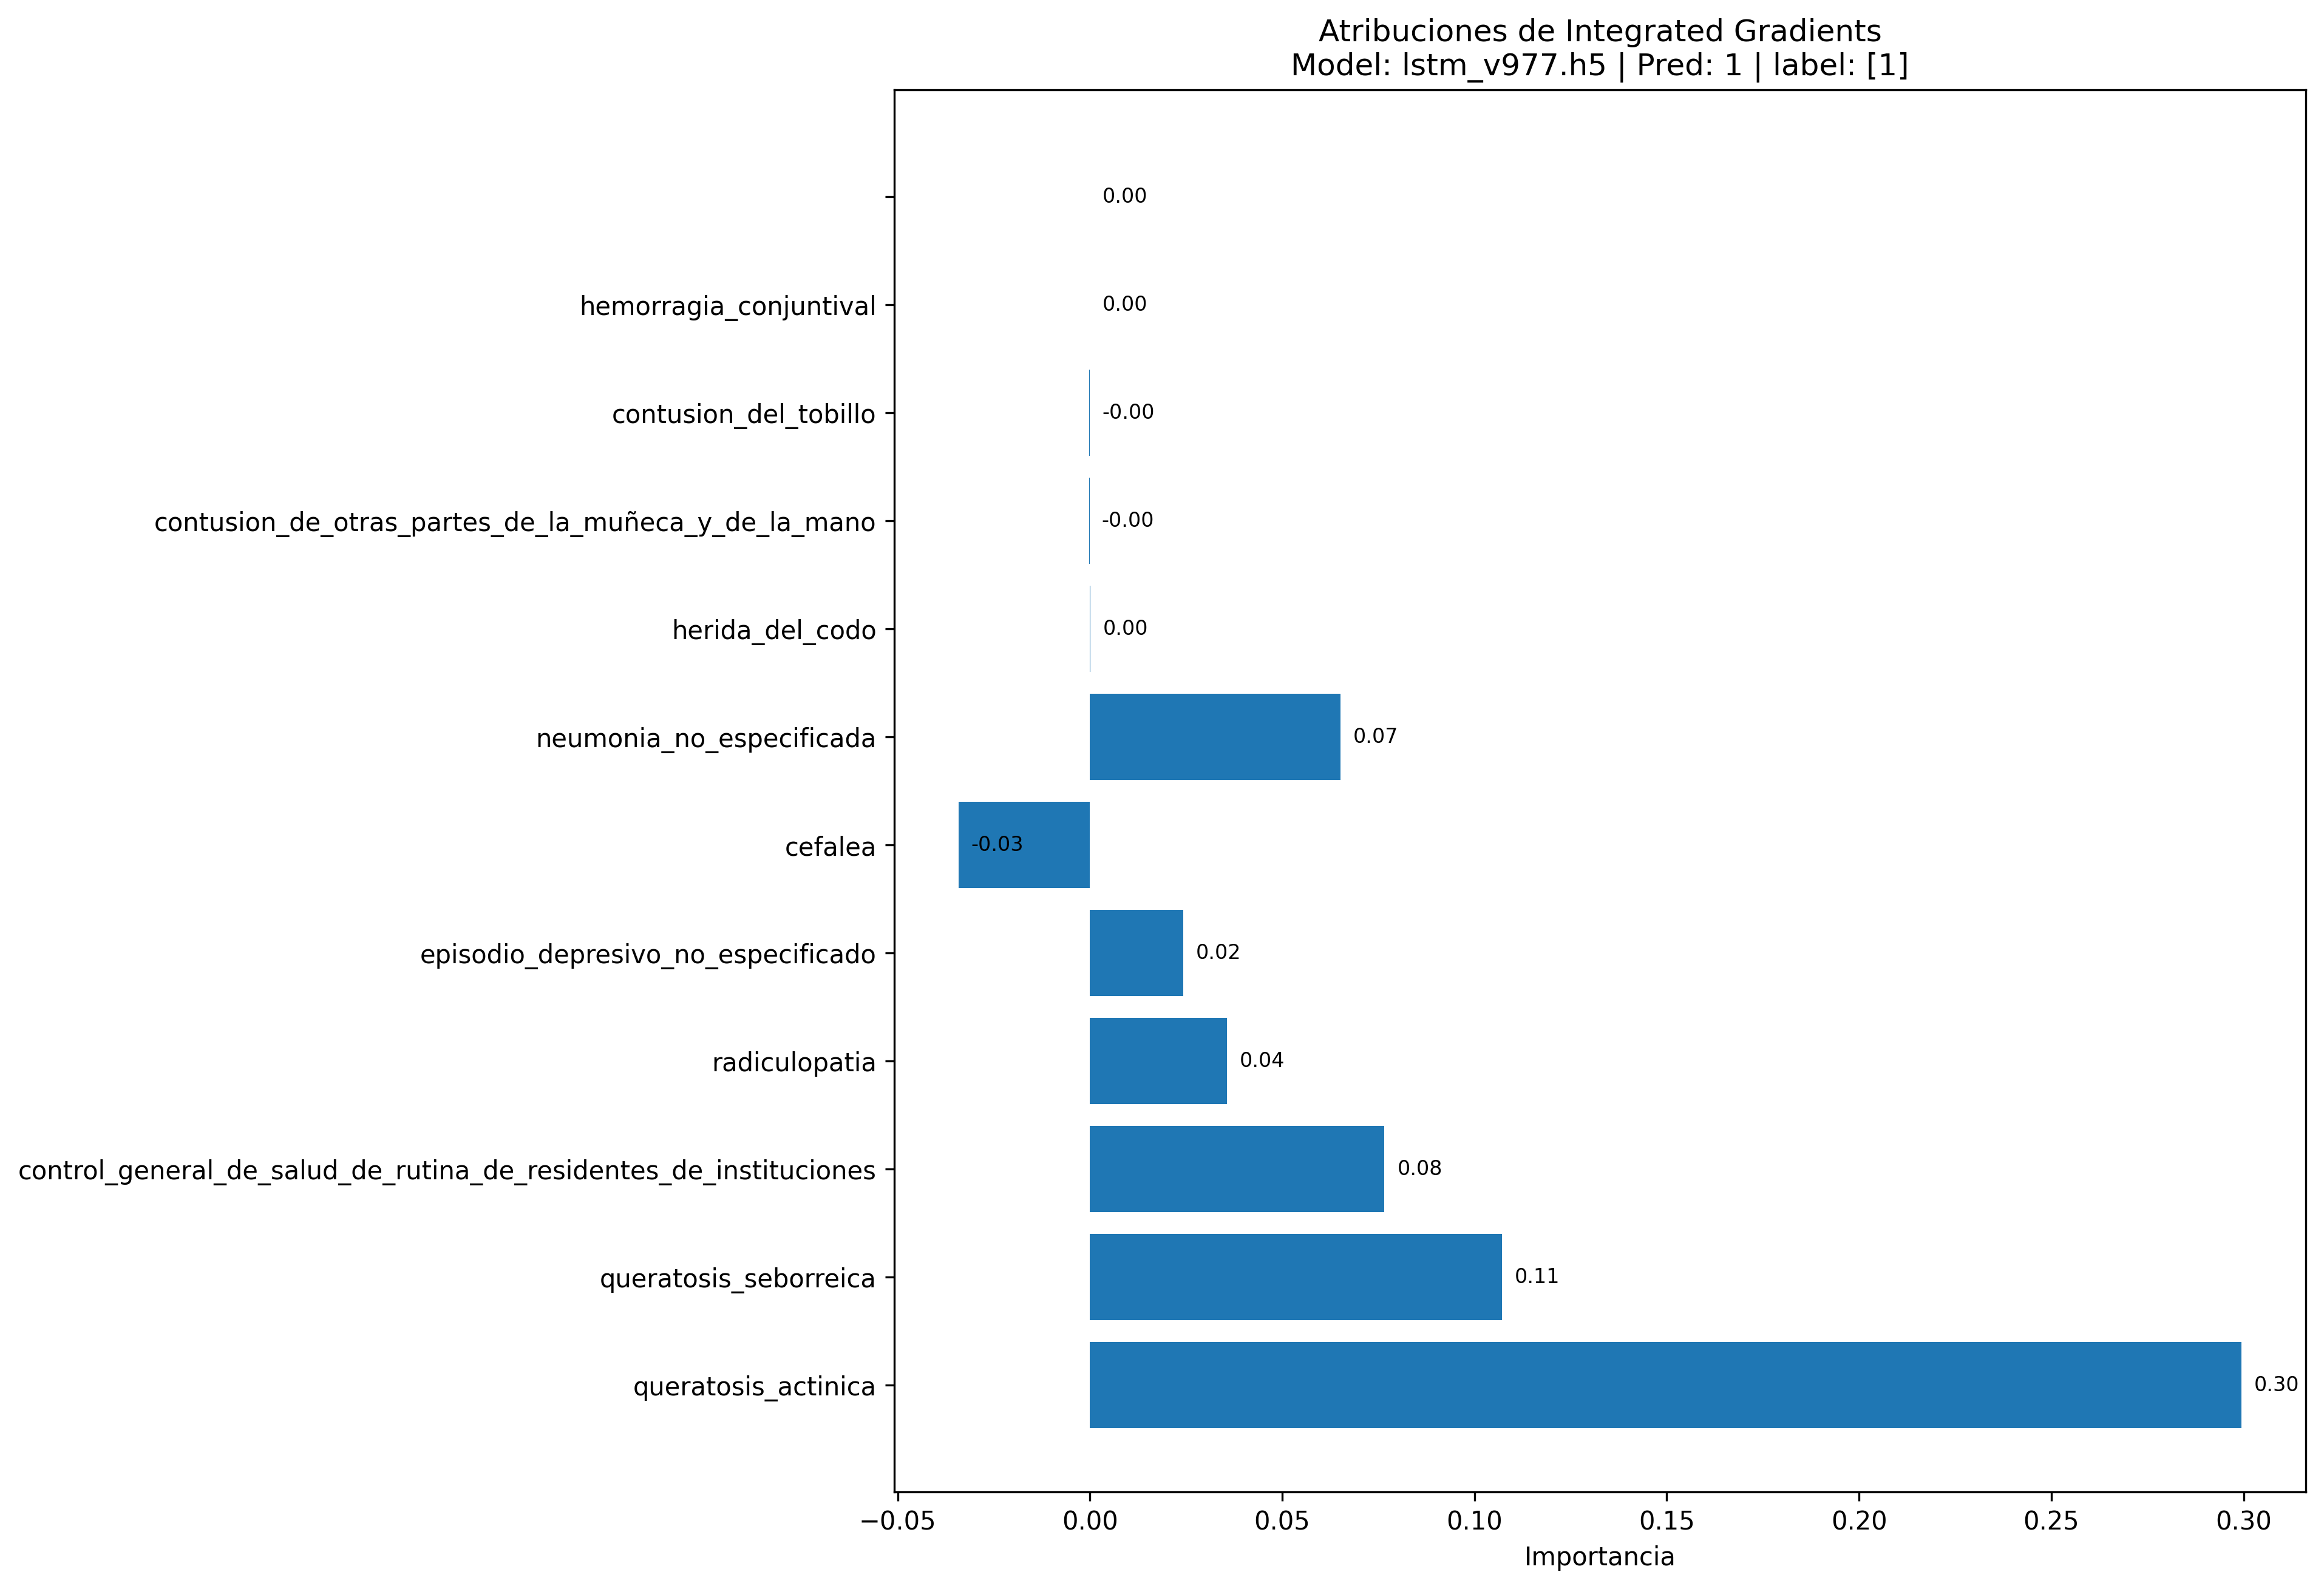 Atribuciones de Integrated Gradients
Model: lstm_v977.h5 | Pred: 1 | label: [1]
0.00
hemorragia_conjuntival 0.00
contusion_del_tobillo -0.00
contusion_de_otras_partes_de_la_muñeca_y_de_la_mano -0.00
herida_del_codo 0.00
neumonia_no_especificada 0.07
cefalea -0.03
episodio_depresivo_no_especificado 0.02
radiculopatia 0.04
control_general_de_salud_de_rutina_de_residentes_de_instituciones 0.08
queratosis_seborreica 0.11
queratosis_actinica 0.30
−0.05 0.00 0.05 0.10 0.15 0.20 0.25 0.30
Importancia